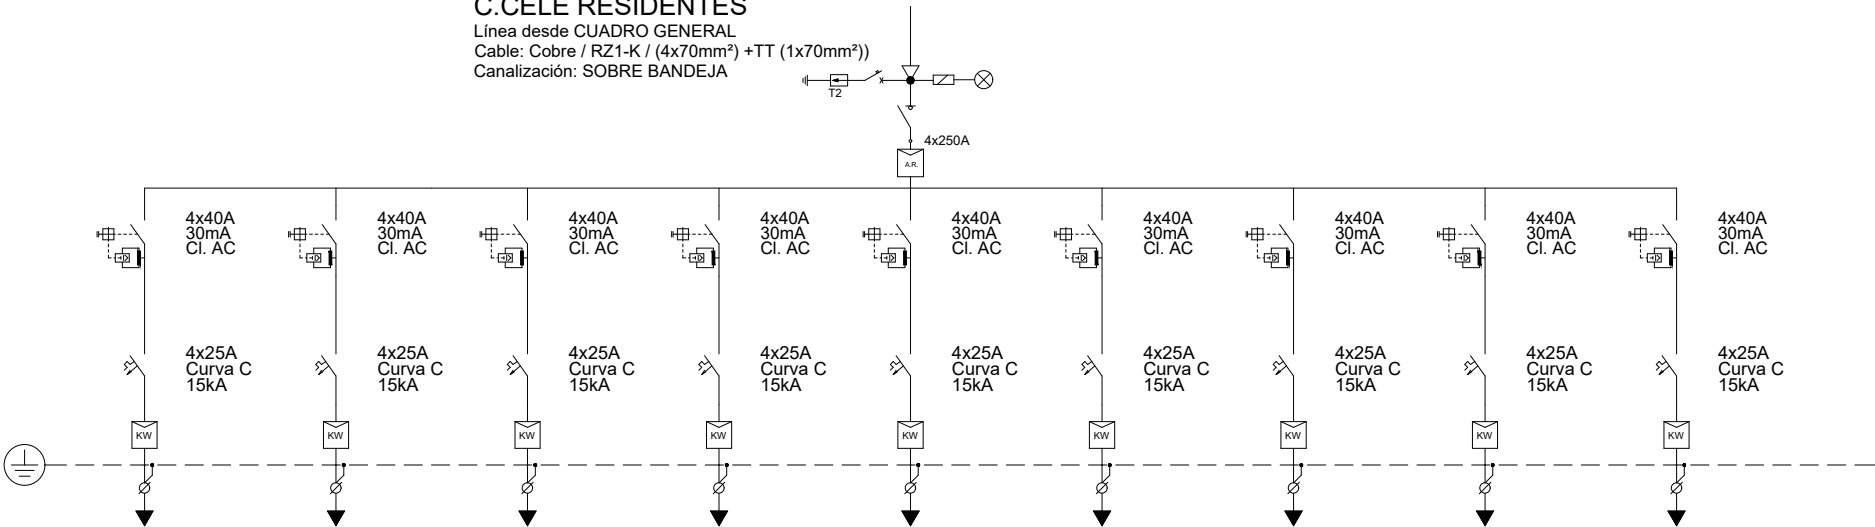 C.CELE RESIDENTES
Línea desde CUADRO GENERAL
Cable: Cobre / RZ1-K / (4x70mm²) +TT (1x70mm²))
Canalización: SOBRE BANDEJA
T2
4x250A
A.R.
4x40A
30mA
Cl. AC
4x40A
30mA
Cl. AC
4x40A
30mA
Cl. AC
4x40A
30mA
Cl. AC
4x40A
30mA
Cl. AC
4x40A
30mA
Cl. AC
4x40A
30mA
Cl. AC
4x40A
30mA
Cl. AC
4x40A
30mA
Cl. AC
4x25A
Curva C
15kA
4x25A
Curva C
15kA
4x25A
Curva C
15kA
4x25A
Curva C
15kA
4x25A
Curva C
15kA
4x25A
Curva C
15kA
4x25A
Curva C
15kA
4x25A
Curva C
15kA
4x25A
Curva C
15kA
KW
KW
KW
KW
KW
KW
KW
KW
KW